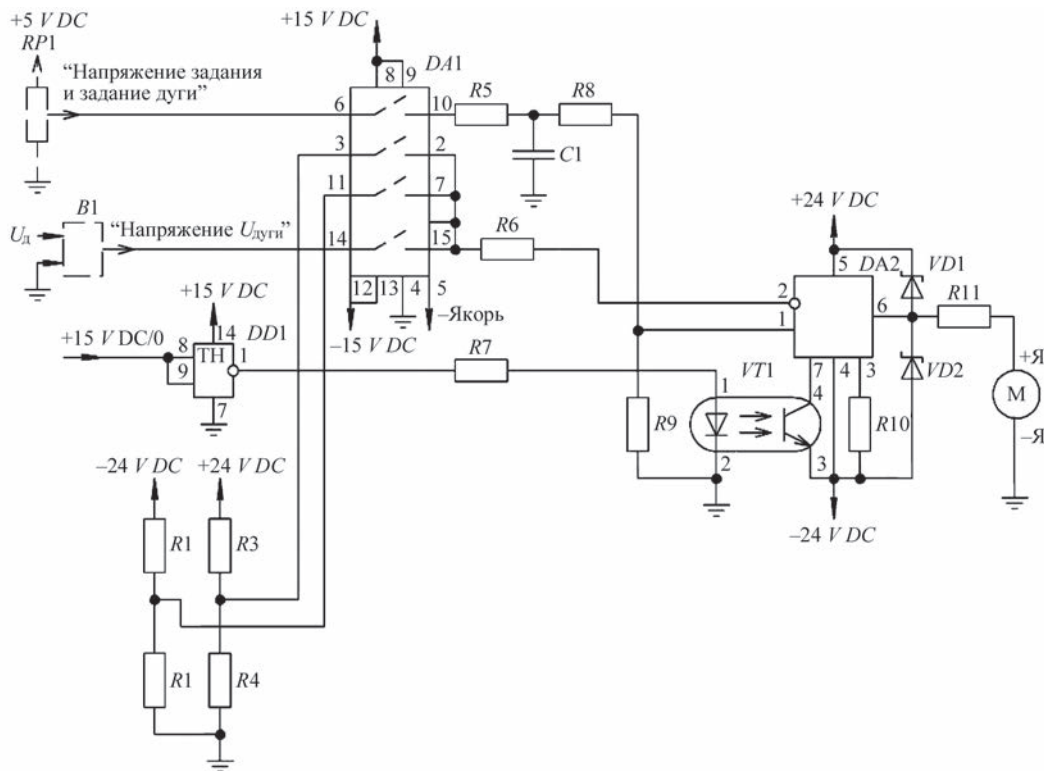 +5 V DC
RP1
“Напряжение задания
и задание дуги”
+15 V DC
8 9 DA1
6 10 R5 R8
3 2 C1
11 7
B1
Uд “Напряжение Uдуги” 14 15 R6
12 13 4 5
–Якорь
–15 V DC
+24 V DC
5 DA2 VD1
2 6 R11
1
7 4 3 VD2
+15 V DC
14 DD1
+15 V DC/0 8 ТН 1 R7
9
7
VT1 4
1
R9 R10
2 3
+Я
М
–Я
–24 V DC
–24 V DC +24 V DC
R1 R3
R1 R4